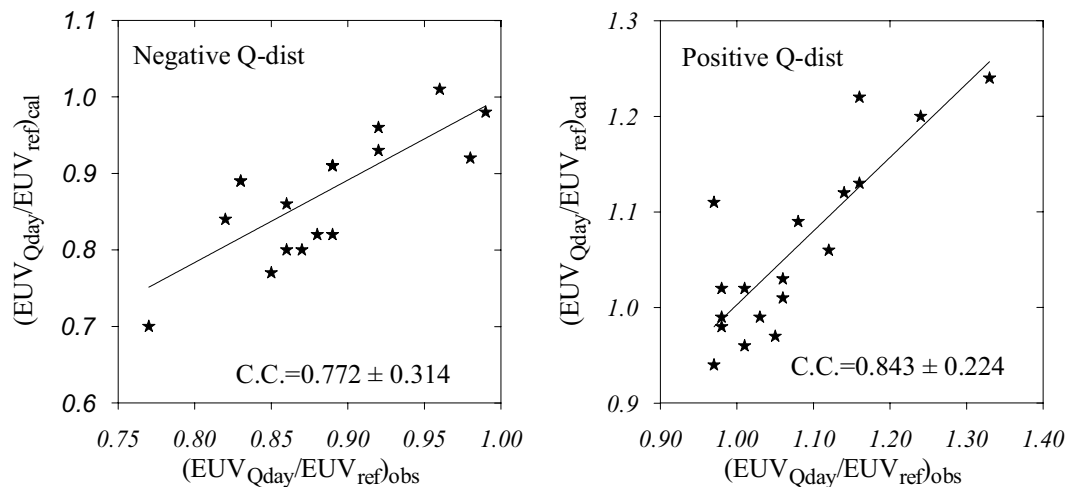 Negative Q-dist
1.0
1.0
0.9
0.8
0.7
0.6
0.75 0.80 0.85 0.90 0.95 1.00
(EUVQday/EUVref)cal
(EUVQday/EUVref)obs
C.C.=0.772 ± 0.314
Positive Q-dist
1.3
1.2
1.1
1.0
0.9
0.90 1.00 1.10 1.20 1.30 1.40
(EUVQday/EUVref)cal
(EUVQday/EUVref)obs
C.C.=0.843 ± 0.224